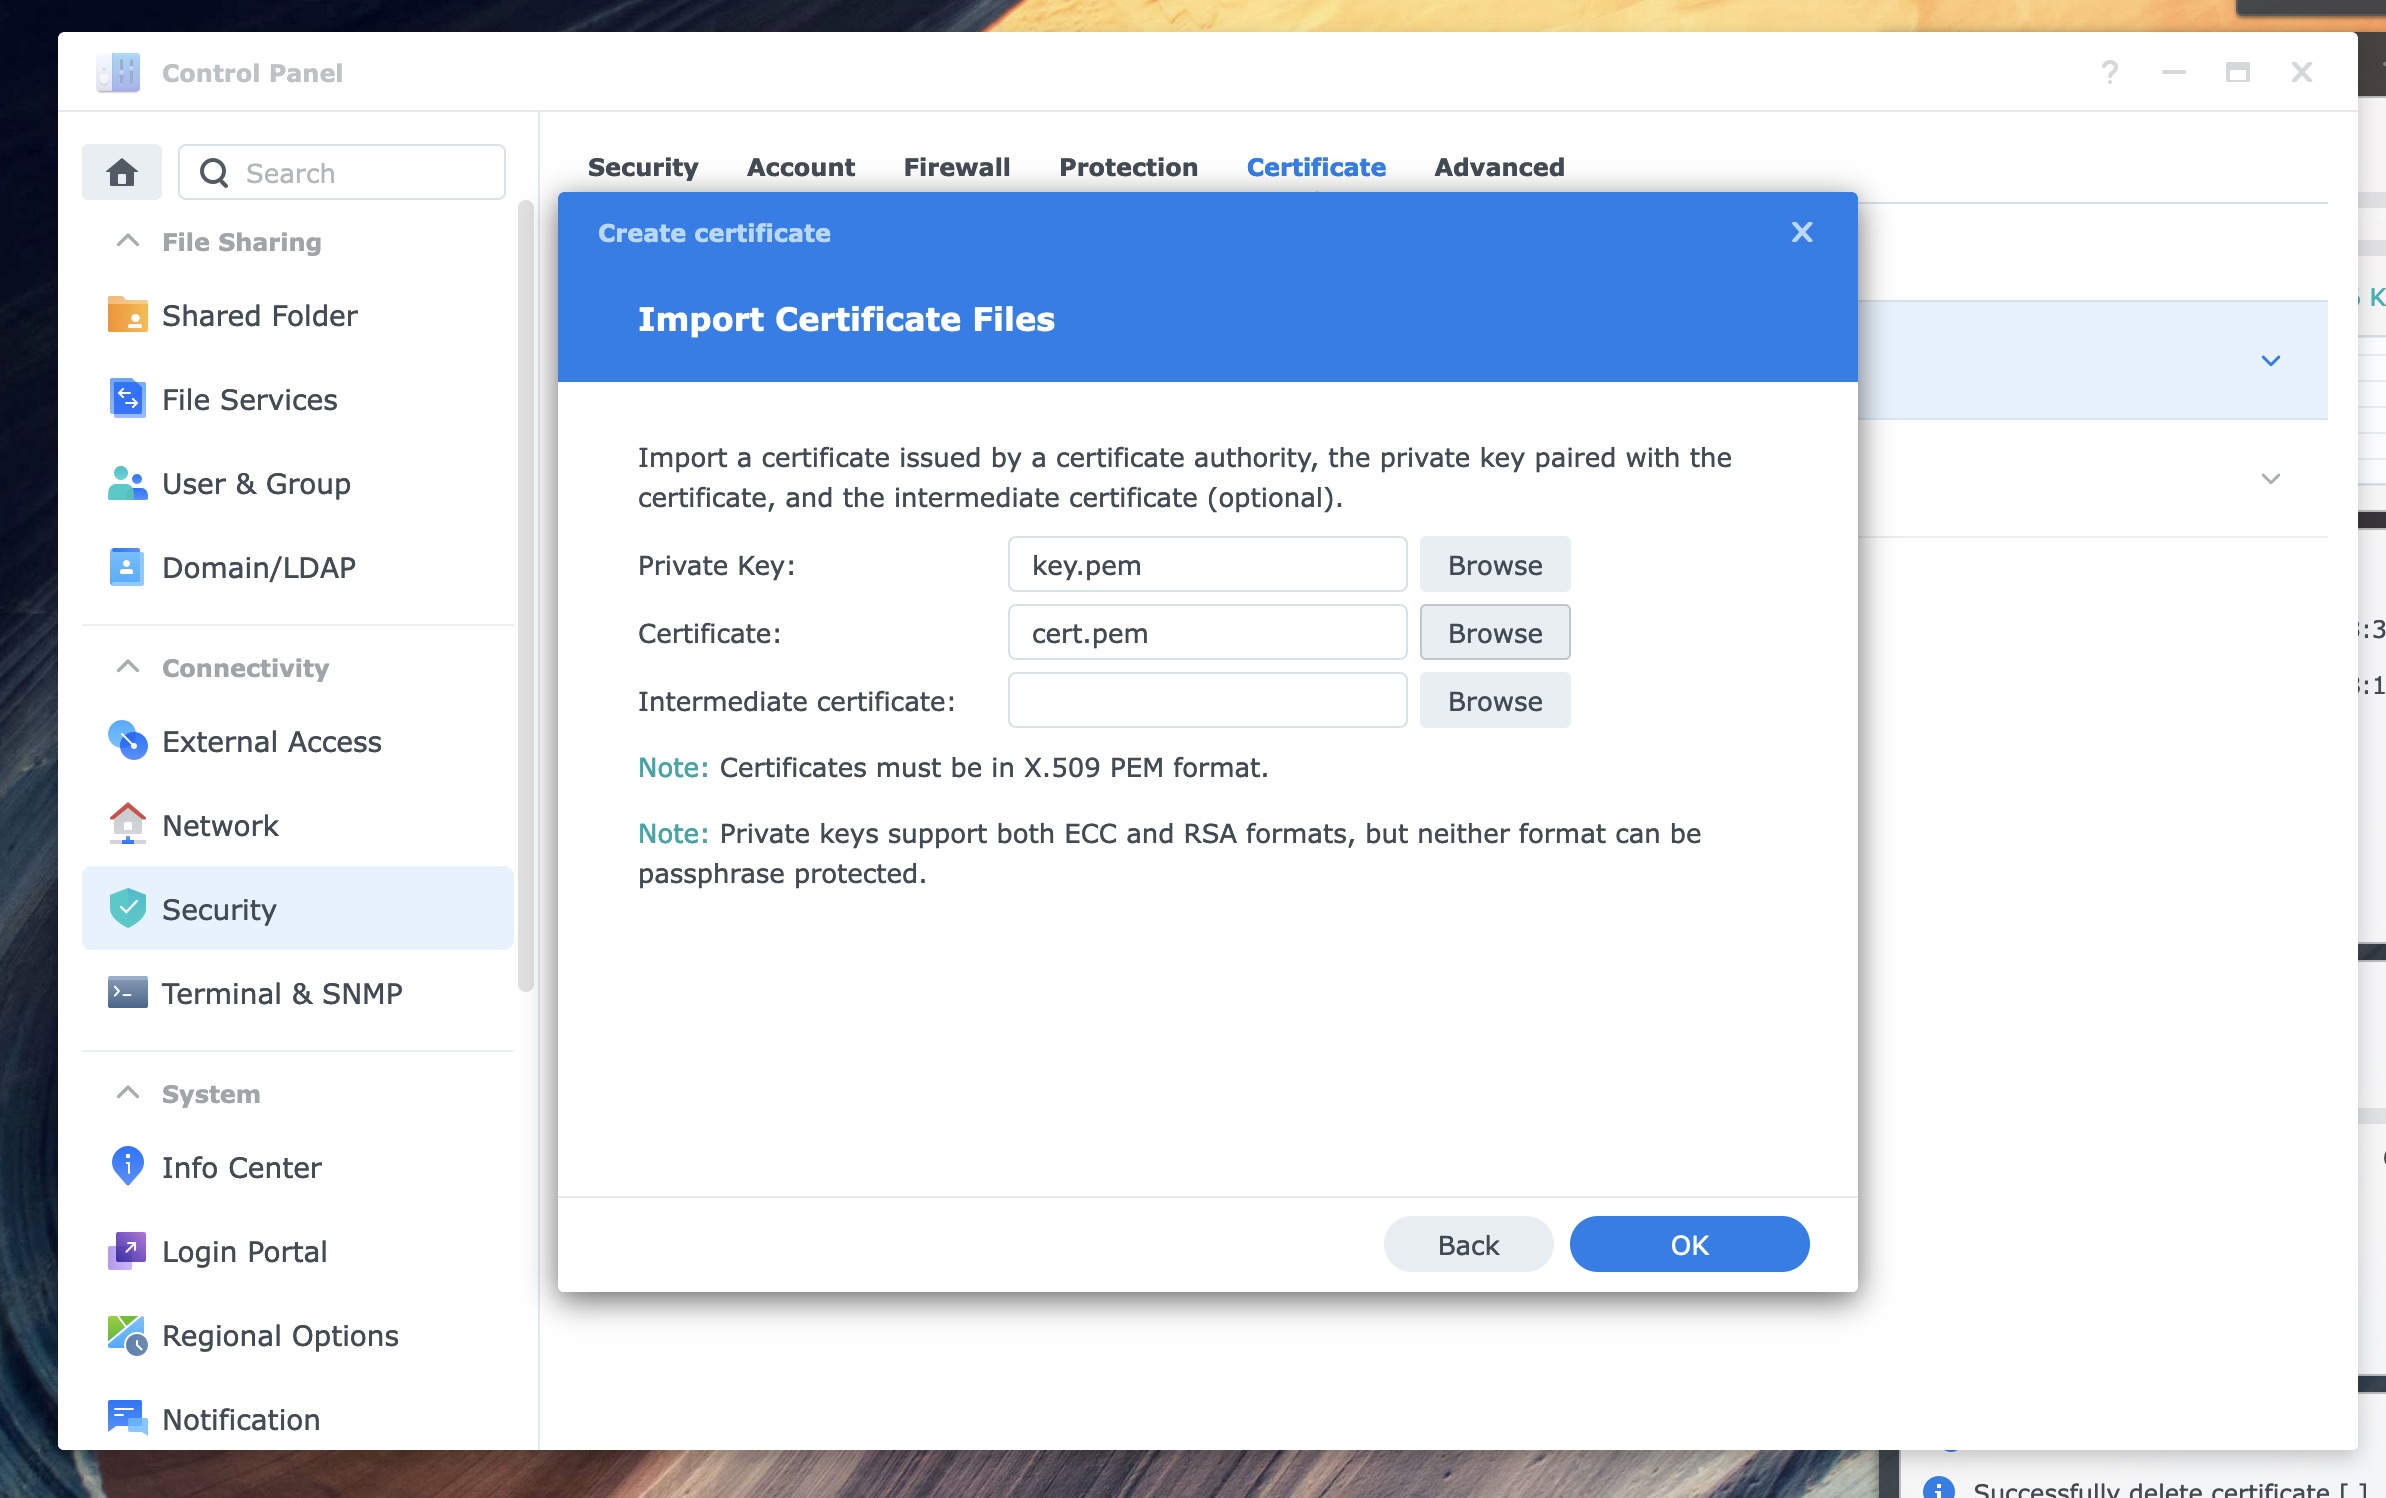 Control Panel
Search
File Sharing
Shared Folder
File Services
User & Group
Domain/LDAP
Connectivity
External Access
Network
Security
Terminal & SNMP
System
Info Center
Login Portal
Regional Options
Notification
Security Account Firewall Protection Certificate Advanced
Create certificate
Import Certificate Files
Import a certificate issued by a certificate authority, the private key paired with the
certificate, and the intermediate certificate (optional).
Private Key: key.pem Browse
Certificate: cert.pem Browse
Intermediate certificate: Browse
Note: Certificates must be in X.509 PEM format.
Note: Private keys support both ECC and RSA formats, but neither format can be
passphrase protected.
Back OK
Successfully delete certificate [ ]